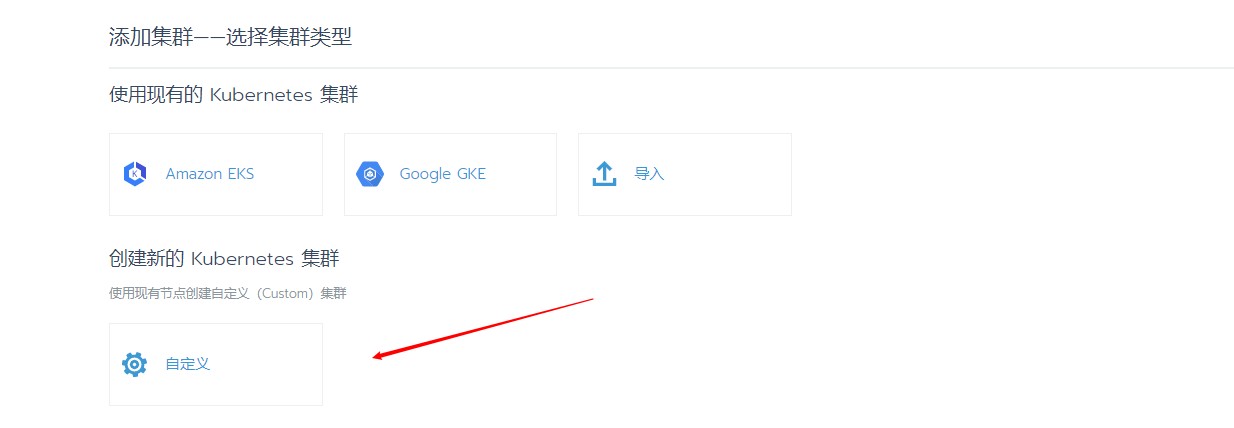 添加集群——选择集群类型
使用现有的 Kubernetes 集群
Amazon EKS
Google GKE
导入
创建新的 Kubernetes 集群
使用现有节点创建自定义（Custom）集群
自定义